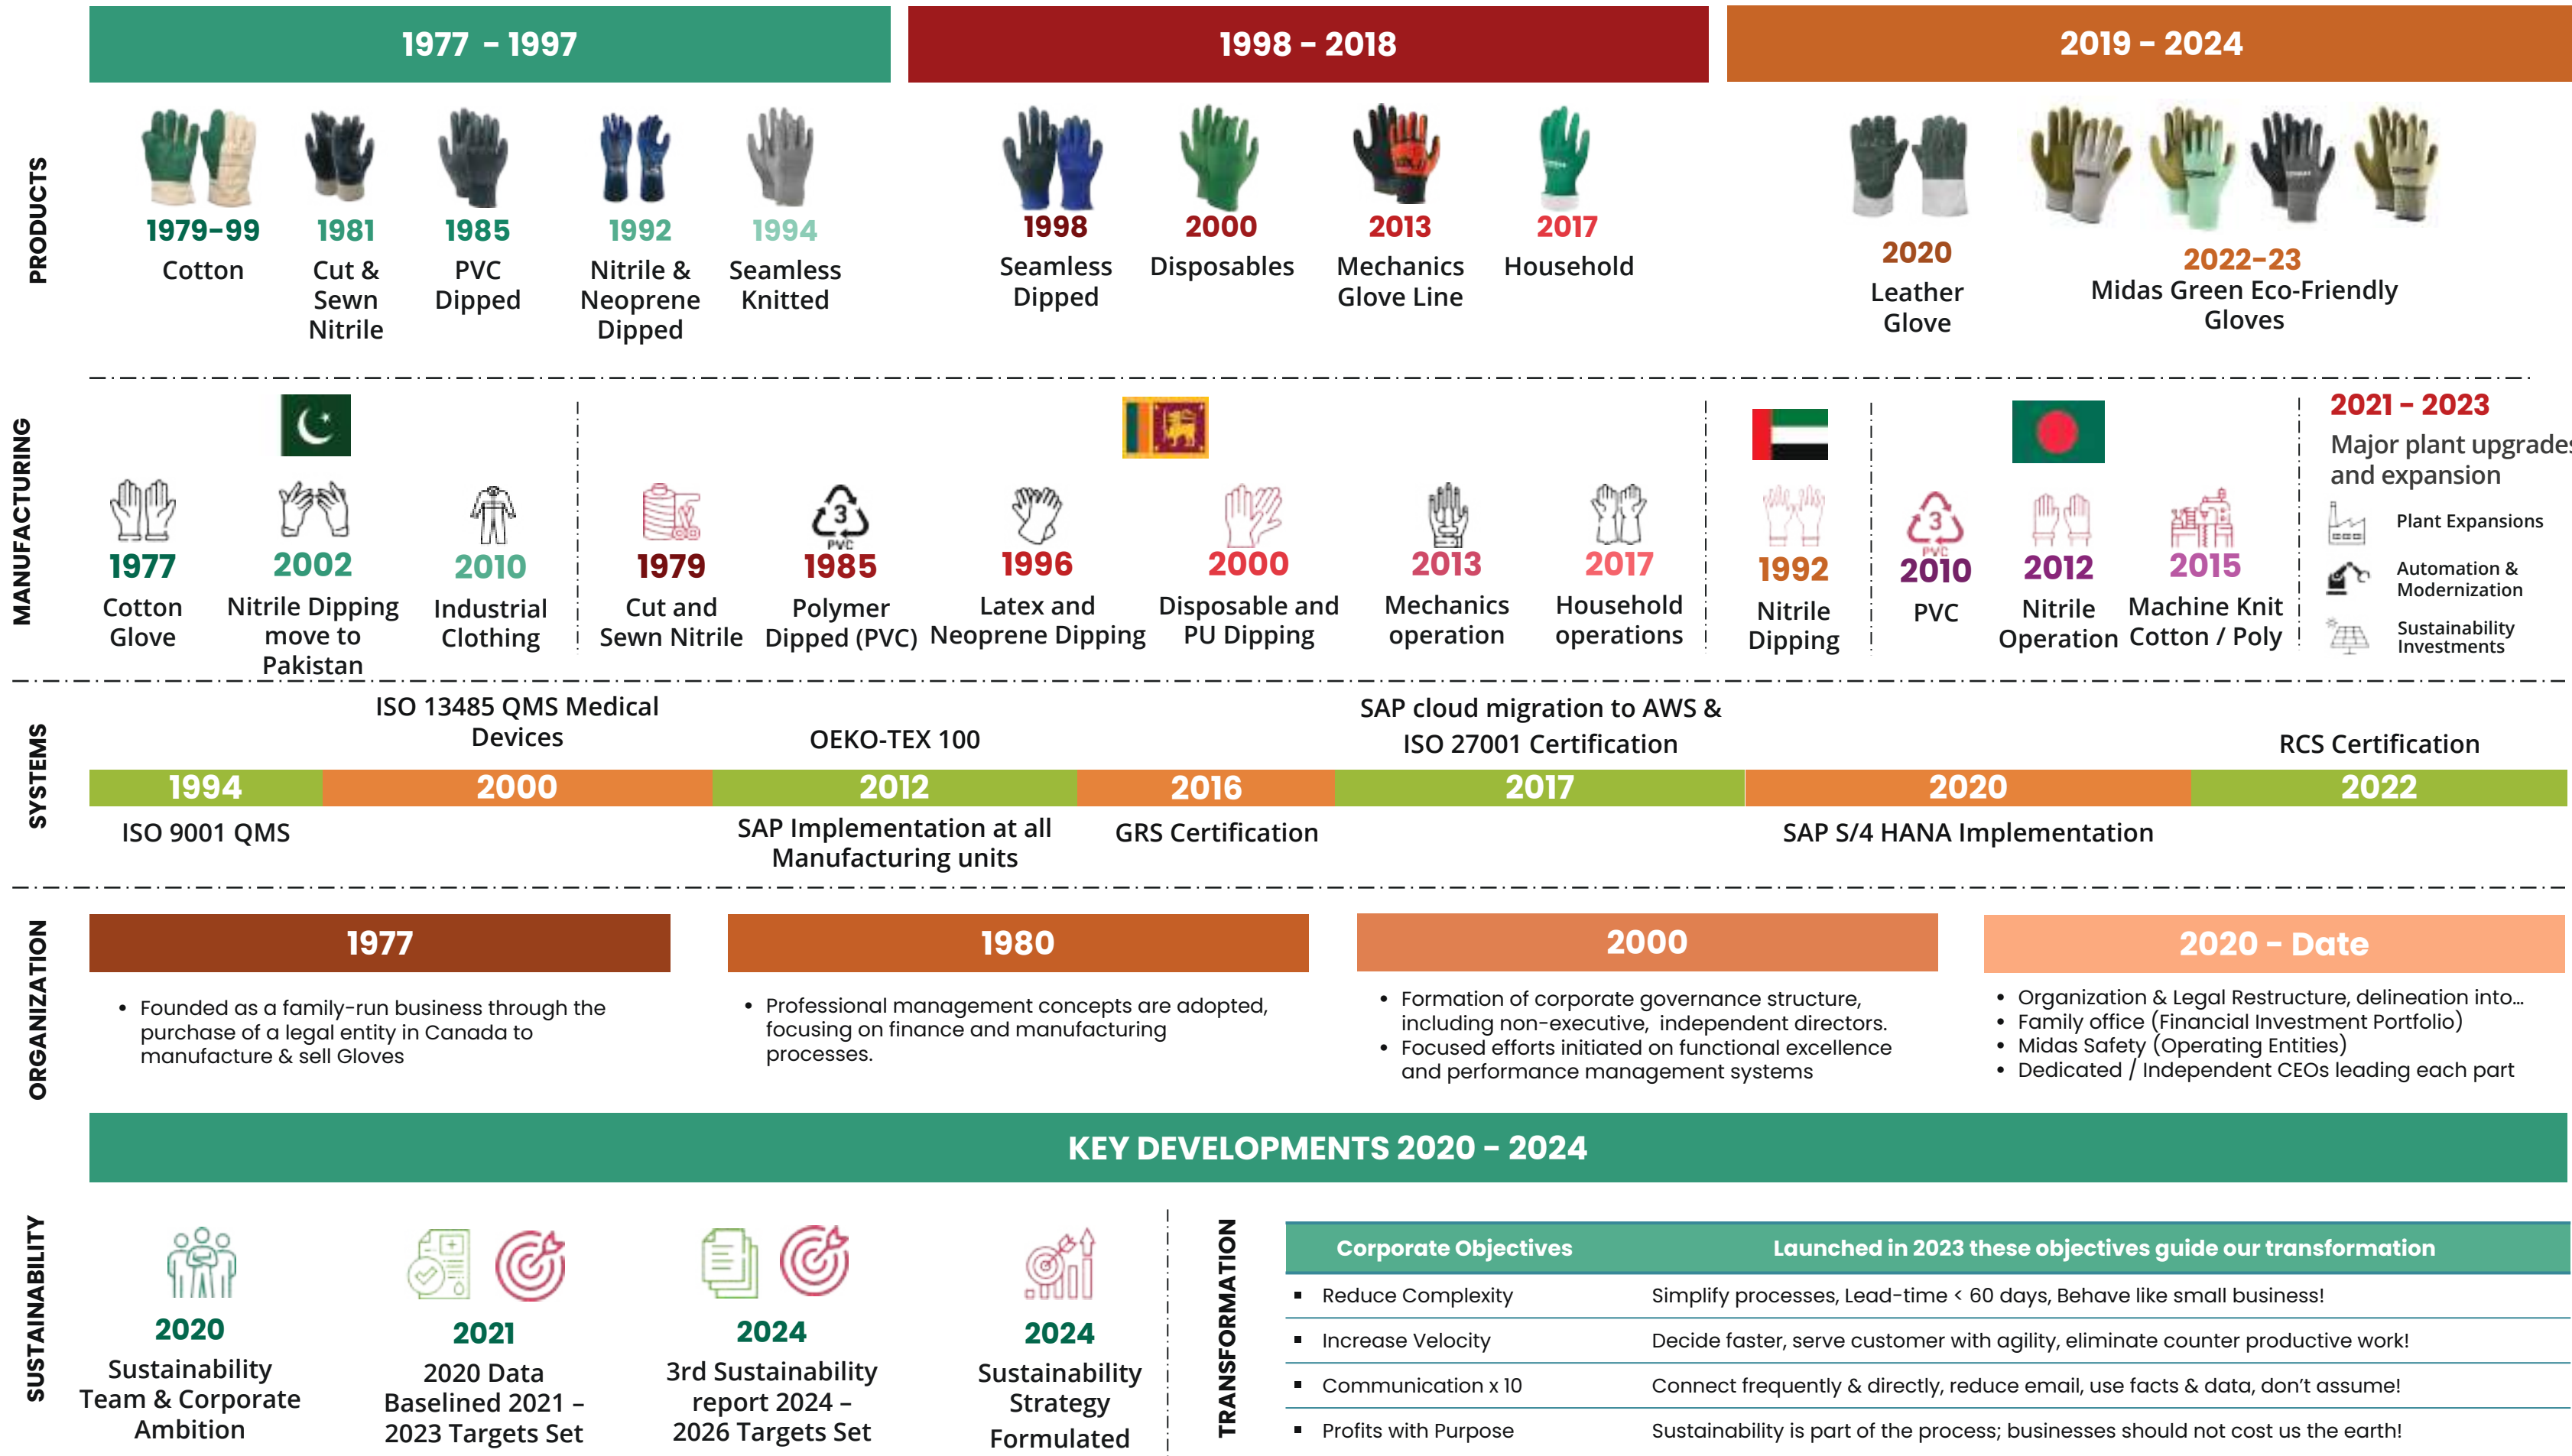 1977 - 1997
1998 - 2018
2019 - 2024
PRODUCTS
1979-99
Cotton
1981
Cut &
Sewn
Nitrile
1985
PVC
Dipped
1992
Nitrile &
Neoprene
Dipped
1994
Seamless
Knitted
1998
Seamless
Dipped
2000
Disposables
2013
Mechanics
Glove Line
2017
Household
2020
Leather
Glove
2022-23
Midas Green Eco-Friendly
Gloves
MANUFACTURING
1977
Cotton
Glove
2002
Nitrile Dipping
move to
Pakistan
2010
Industrial
Clothing
1979
Cut and
Sewn Nitrile
3
PVC
1985
Polymer
Dipped (PVC)
1996
Latex and
Neoprene Dipping
2000
Disposable and
PU Dipping
2013
Mechanics
operation
2017
Household
operations
1992
Nitrile
Dipping
3
PVC
2010
PVC
2012
Nitrile
Operation
2015
Machine Knit
Cotton / Poly
2021 - 2023
Major plant upgrades
and expansion
Plant Expansions
Automation &
Modernization
Sustainability
Investments
SYSTEMS
ISO 13485 QMS Medical
Devices
OEKO-TEX 100
SAP cloud migration to AWS &
ISO 27001 Certification
RCS Certification
1994
2000
2012
2016
2017
2020
2022
ISO 9001 QMS
SAP Implementation at all
Manufacturing units
GRS Certification
SAP S/4 HANA Implementation
ORGANIZATION
1977
• Founded as a family-run business through the
purchase of a legal entity in Canada to
manufacture & sell Gloves
1980
• Professional management concepts are adopted,
focusing on finance and manufacturing
processes.
2000
• Formation of corporate governance structure,
including non-executive, independent directors.
• Focused efforts initiated on functional excellence
and performance management systems
2020 - Date
• Organization & Legal Restructure, delineation into…
• Family office (Financial Investment Portfolio)
• Midas Safety (Operating Entities)
• Dedicated / Independent CEOs leading each part
KEY DEVELOPMENTS 2020 - 2024
SUSTAINABILITY
2020
Sustainability
Team & Corporate
Ambition
2021
2020 Data
Baselined 2021 –
2023 Targets Set
2024
3rd Sustainability
report 2024 –
2026 Targets Set
2024
Sustainability
Strategy
Formulated
TRANSFORMATION
Corporate Objectives Launched in 2023 these objectives guide our transformation
▪ Reduce Complexity Simplify processes, Lead-time < 60 days, Behave like small business!
▪ Increase Velocity Decide faster, serve customer with agility, eliminate counter productive work!
▪ Communication x 10 Connect frequently & directly, reduce email, use facts & data, don't assume!
▪ Profits with Purpose Sustainability is part of the process; businesses should not cost us the earth!